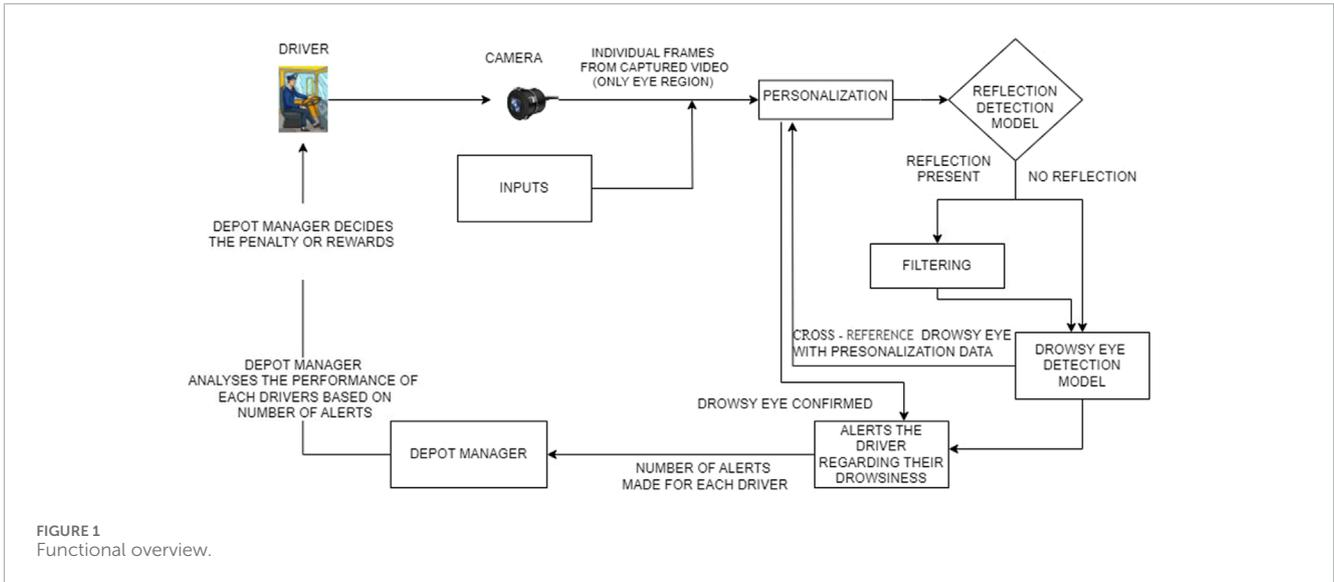 DRIVER
CAMERA
INDIVIDUAL FRAMES
FROM CAPTURED VIDEO
(ONLY EYE REGION)
PERSONALIZATION
REFLECTION
DETECTION
MODEL
INPUTS
REFLECTION
PRESENT
NO REFLECTION
DEPOT MANAGER DECIDES
THE PENALTY OR REWARDS
FILTERING
CROSS - REFERENCE DROWSY EYE
WITH PRESONALIZATION DATA
DROWSY EYE
DETECTION
MODEL
DEPOT MANAGER
ANALYSES THE PERFORMANCE OF
EACH DRIVERS BASED ON
NUMBER OF ALERTS
DROWSY EYE CONFIRMED
ALERTS THE
DRIVER
REGARDING THEIR
DROWSINESS
DEPOT MANAGER
NUMBER OF ALERTS
MADE FOR EACH DRIVER
FIGURE 1
Functional overview.